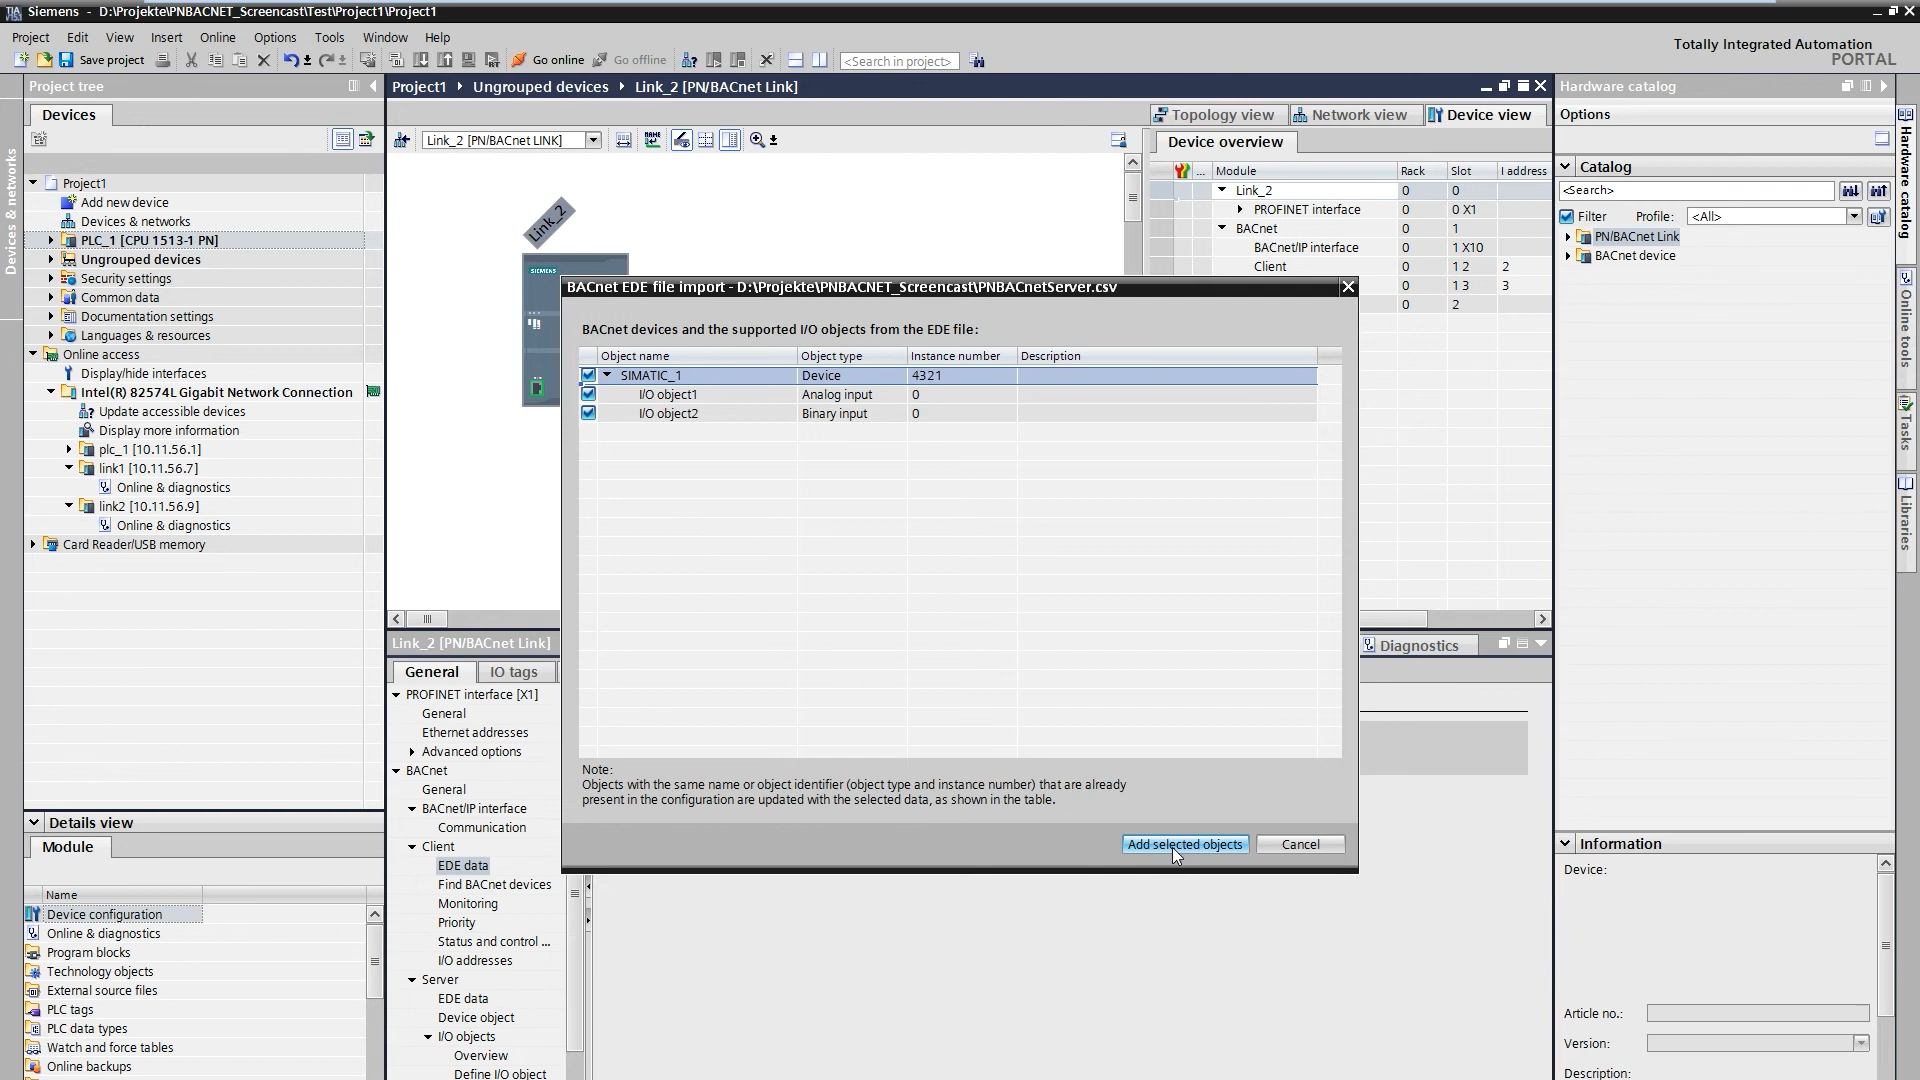 Siemens - D:\Projekte\PNBACNET_Screencast\Test\Project1\Project1
Project Edit View Insert Online Options Tools Window Help
Totally Integrated Automation
PORTAL
Save project
Go online
Go offline
<Search in project>
Project tree
Devices
Devices & networks
Project1
Add new device
Devices & networks
PLC_1 [CPU 1513-1 PN]
Ungrouped devices
Security settings
Common data
Documentation settings
Languages & resources
Online access
Display/hide interfaces
Intel(R) 82574L Gigabit Network Connection
Update accessible devices
Display more information
plc_1 [10.11.56.1]
link1 [10.11.56.7]
Online & diagnostics
link2 [10.11.56.9]
Online & diagnostics
Card Reader/USB memory
Details view
Module
Name
Device configuration
Online & diagnostics
Program blocks
Technology objects
External source files
PLC tags
PLC data types
Watch and force tables
Online backups
Project1 Ungrouped devices Link_2 [PN/BACnet Link]
Topology view Network view Device view
Link_2 [PN/BACnet LINK]
Link_2
SIEMENS
Device overview
... Module Rack Slot I address
Link_2 0 0
PROFINET interface 0 0 X1
BACnet 0 1
BACnet/IP interface 0 1 X10
Client 0 1 2 2
0 1 3 3
0 2
BACnet EDE file import - D:\Projekte\PNBACNET_Screencast\PNBACnetServer.csv
BACnet devices and the supported I/O objects from the EDE file:
Object name Object type Instance number Description
SIMATIC_1 Device 4321
I/O object1 Analog input 0
I/O object2 Binary input 0
Note:
Objects with the same name or object identifier (object type and instance number) that are already
present in the configuration are updated with the selected data, as shown in the table.
Add selected objects Cancel
Link_2 [PN/BACnet Link]
Diagnostics
General IO tags
PROFINET interface [X1]
General
Ethernet addresses
Advanced options
BACnet
General
BACnet/IP interface
Communication
Client
EDE data
Find BACnet devices
Monitoring
Priority
Status and control ...
I/O addresses
Server
EDE data
Device object
I/O objects
Overview
Define I/O object
Hardware catalog
Options
Catalog
<Search>
Filter Profile: <All>
PN/BACnet Link
BACnet device
Information
Device:
Article no.:
Version:
Description:
Hardware catalog
Online tools
Tasks
Libraries